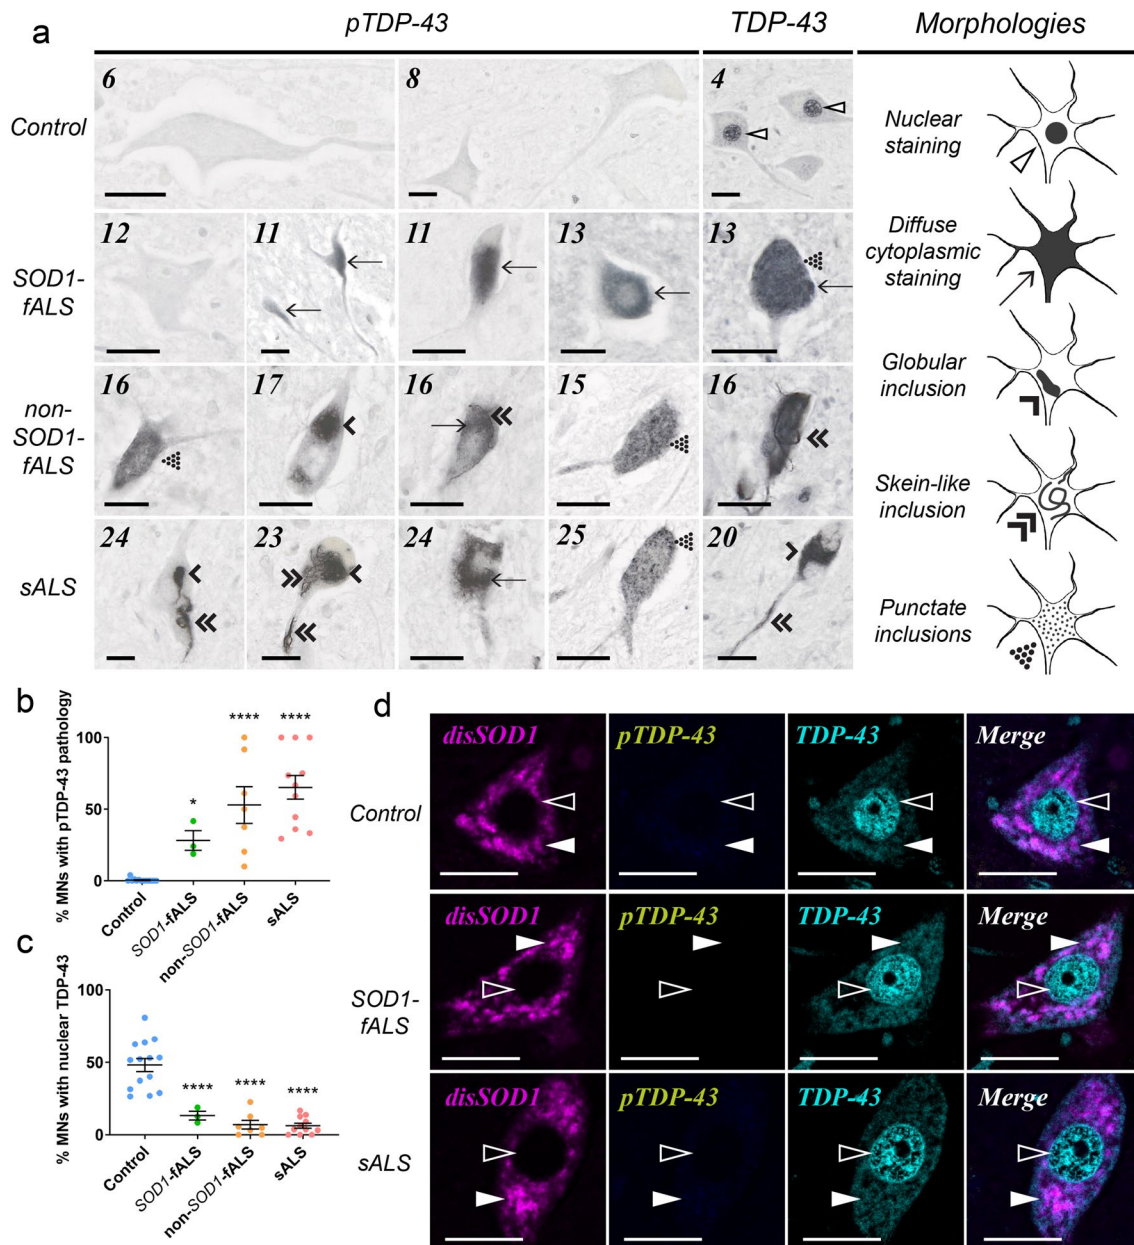 a
pTDP-43
TDP-43
Morphologies
Control
6
8
4
Nuclear
staining
SOD1-
fALS
12
11
11
13
13
Diffuse
cytoplasmic
staining
non-
SOD1-
fALS
16
17
16
15
16
Globular
inclusion
Skein-like
inclusion
sALS
24
23
24
25
20
Punctate
inclusions
b
% MNs with pTDP-43 pathology
100
50
0
*
****
****
Control
SOD1-fALS
non-SOD1-fALS
sALS
c
% MNs with nuclear TDP-43
100
50
0
****
****
****
Control
SOD1-fALS
non-SOD1-fALS
sALS
d
Control
disSOD1
pTDP-43
TDP-43
Merge
SOD1-
fALS
disSOD1
pTDP-43
TDP-43
Merge
sALS
disSOD1
pTDP-43
TDP-43
Merge